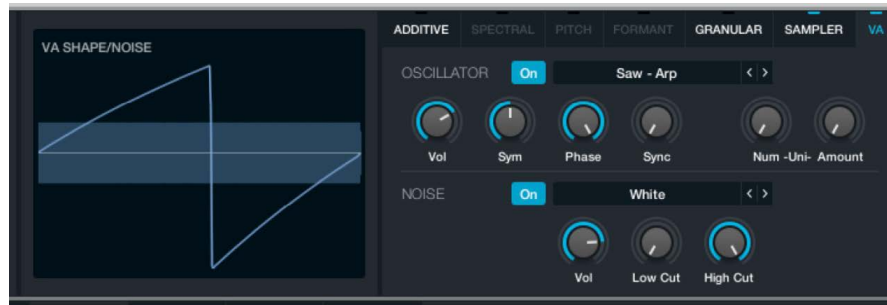 VA SHAPE/NOISE
ADDITIVE SPECTRAL PITCH FORMANT GRANULAR SAMPLER VA
OSCILLATOR On Saw - Arp < >
Vol Sym Phase Sync Num -Uni- Amount
NOISE On White < >
Vol Low Cut High Cut